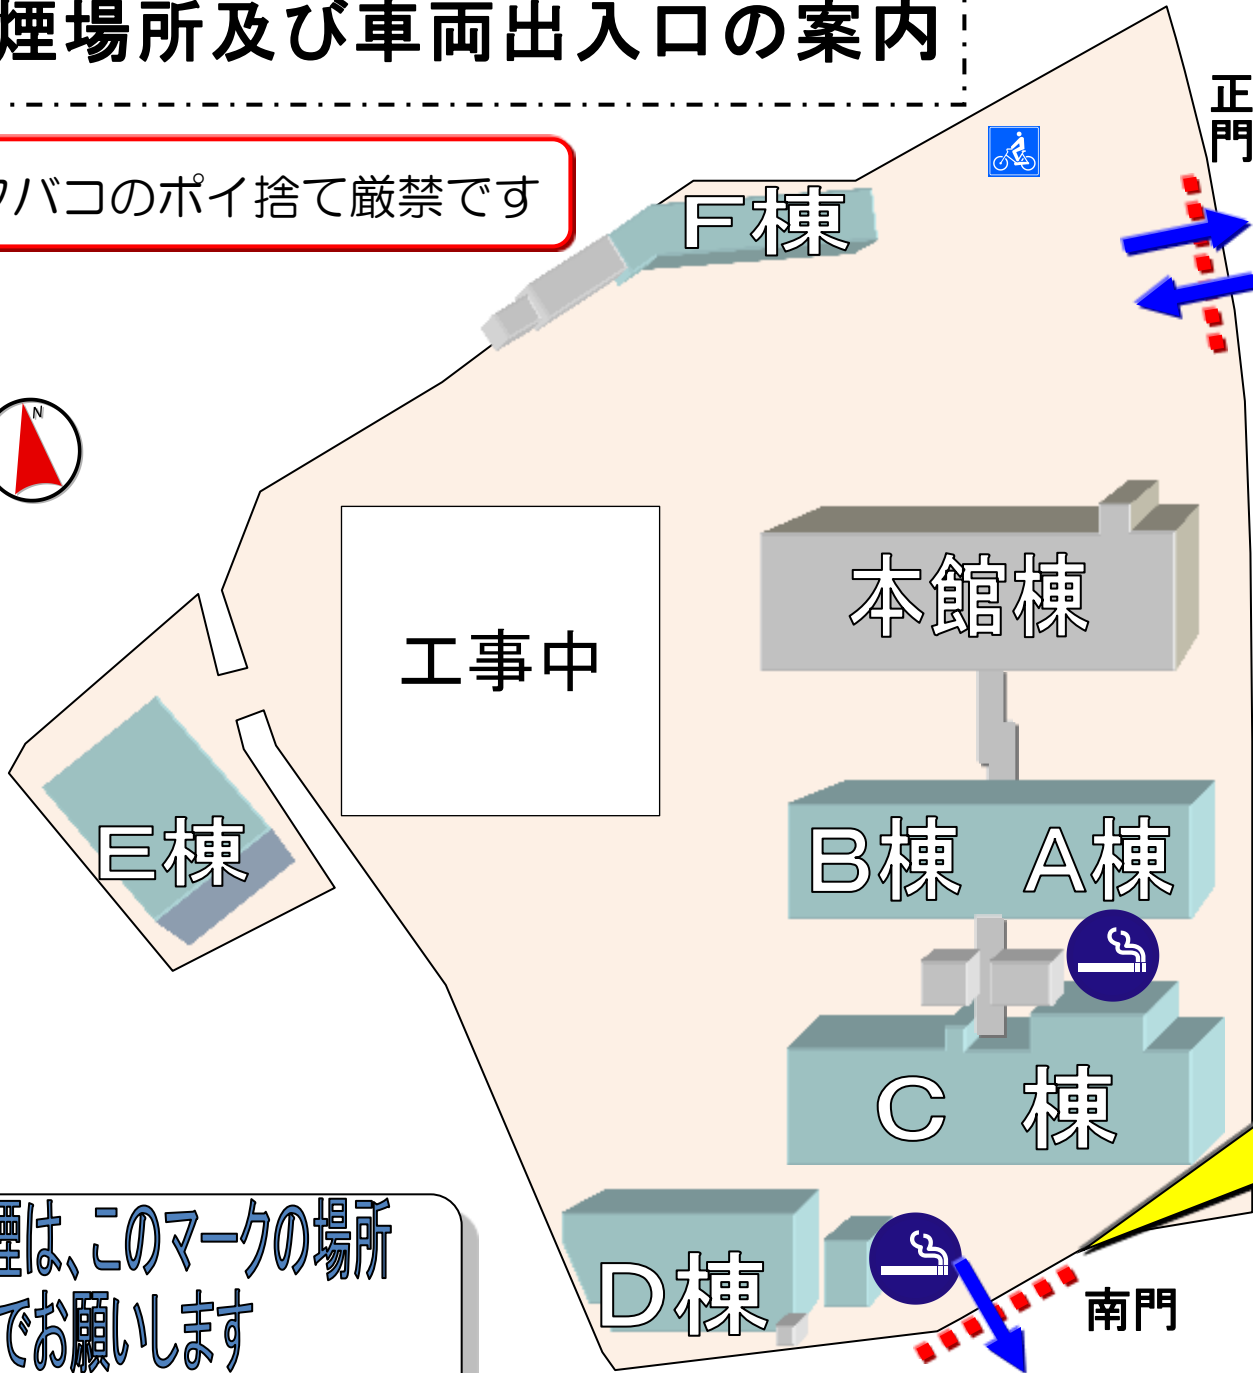 煙場所及び車両出入口の案内
正門
タバコのポイ捨て厳禁です
F棟
N
本館棟
工事中
B棟 A棟
E棟
C 棟
煙は、このマークの場所
でお願いします
D棟
南門